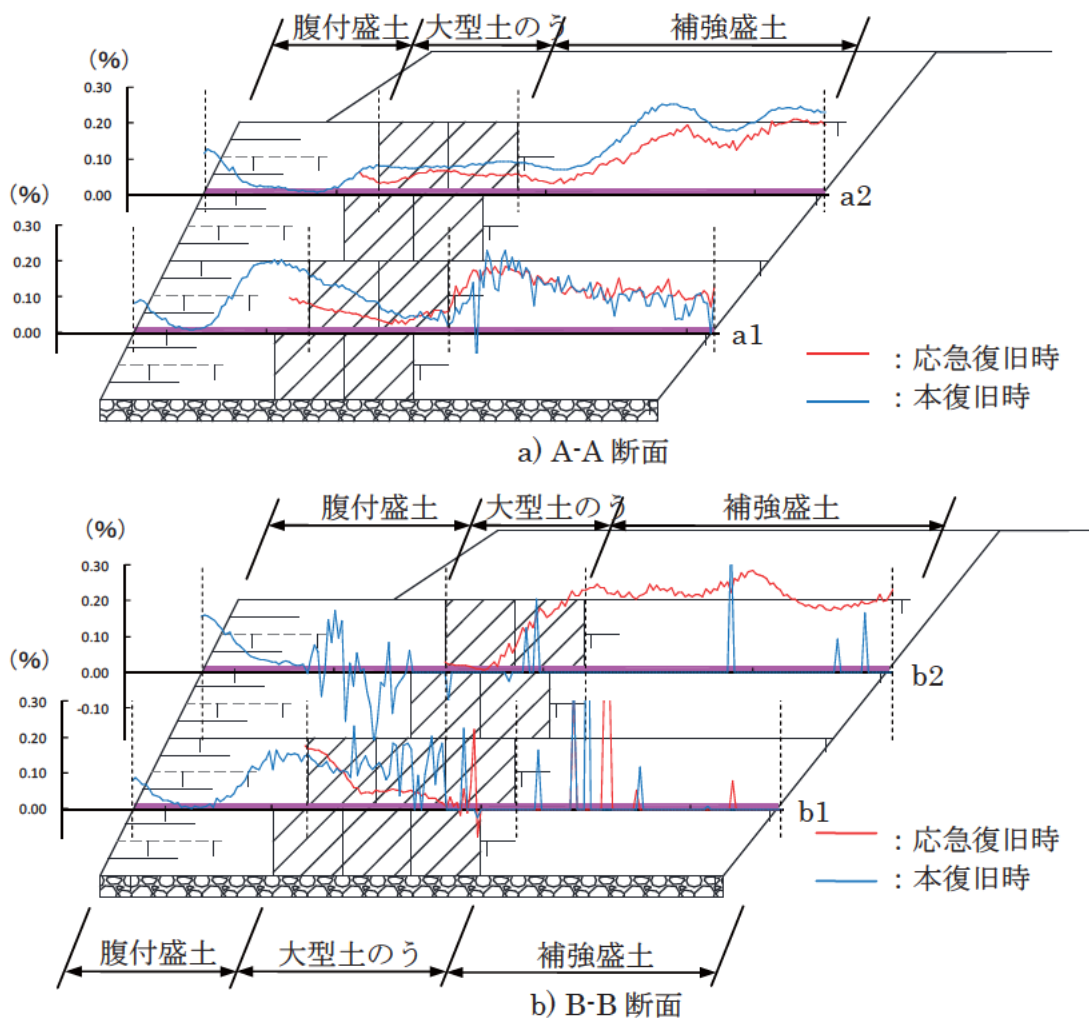 腹付盛土 大型土のう 補強盛土
(%)
0.30
0.20
0.10
0.00
a2
(%)
0.30
0.20
0.10
0.00
a1
：応急復旧時
：本復旧時
a) A-A 断面
腹付盛土 大型土のう 補強盛土
(%)
0.30
0.20
0.10
0.00
-0.10
b2
(%)
0.30
0.20
0.10
0.00
b1
：応急復旧時
：本復旧時
腹付盛土 大型土のう 補強盛土
b) B-B 断面